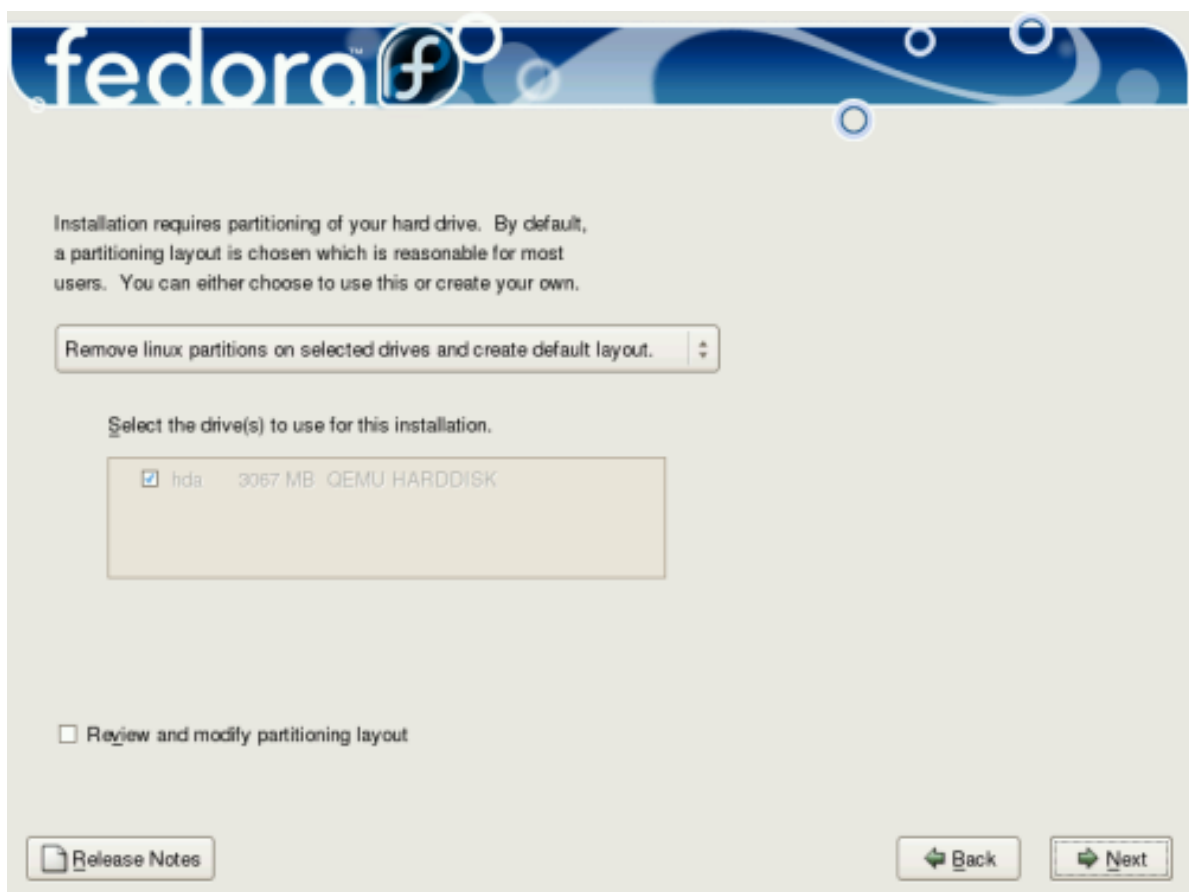 fedora f™
Installation requires partitioning of your hard drive. By default,
a partitioning layout is chosen which is reasonable for most
users. You can either choose to use this or create your own.
Remove linux partitions on selected drives and create default layout.
Select the drive(s) to use for this installation.
hda 3067 MB QEMU HARDDISK
Review and modify partitioning layout
Release Notes
Back
Next